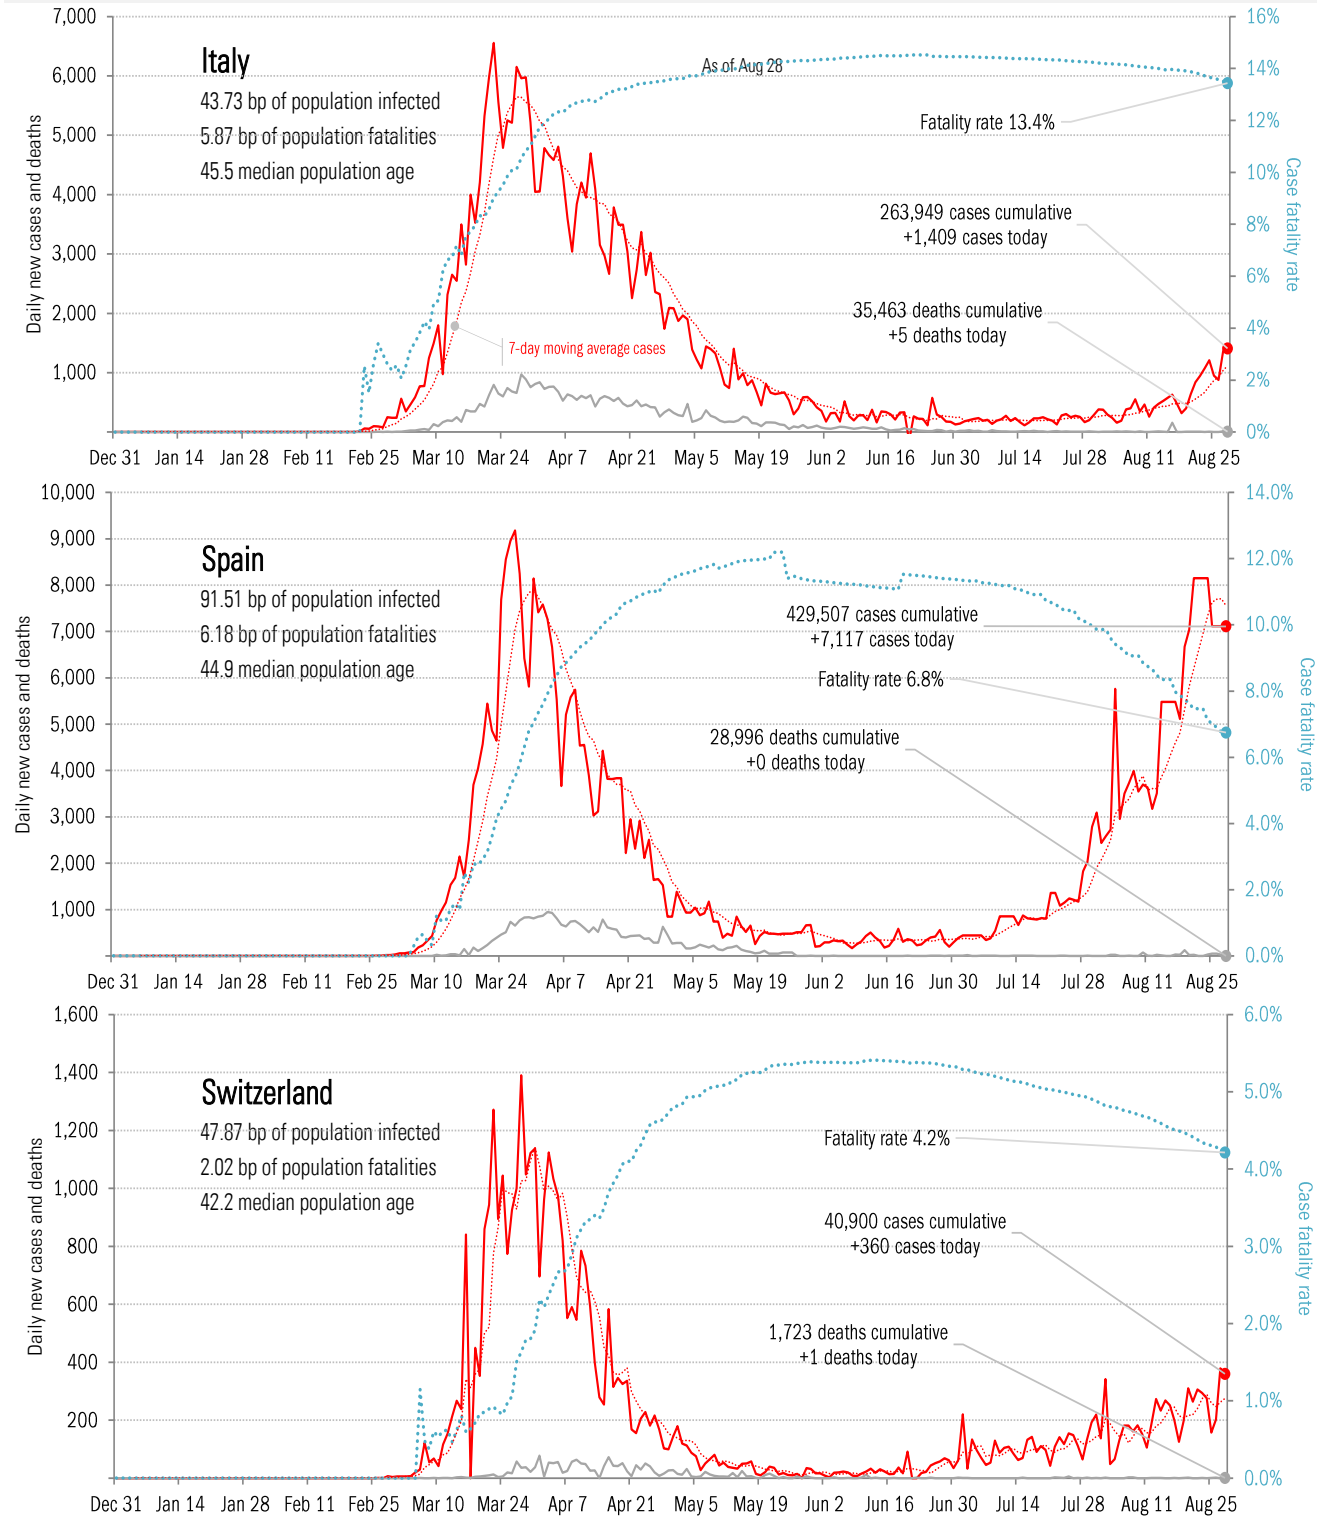 7,000
6,000
5,000
4,000
3,000
2,000
1,000
Daily new cases and deaths
Italy
43.73 bp of population infected
5.87 bp of population fatalities
45.5 median population age
As of Aug 28
Fatality rate 13.4%
263,949 cases cumulative
+1,409 cases today
35,463 deaths cumulative
+5 deaths today
7-day moving average cases
16%
14%
12%
10%
8%
6%
4%
2%
0%
Case fatality rate
Dec 31 Jan 14 Jan 28 Feb 11 Feb 25 Mar 10 Mar 24 Apr 7 Apr 21 May 5 May 19 Jun 2 Jun 16 Jun 30 Jul 14 Jul 28 Aug 11 Aug 25
10,000
9,000
8,000
7,000
6,000
5,000
4,000
3,000
2,000
1,000
Daily new cases and deaths
Spain
91.51 bp of population infected
6.18 bp of population fatalities
44.9 median population age
429,507 cases cumulative
+7,117 cases today
Fatality rate 6.8%
28,996 deaths cumulative
+0 deaths today
14.0%
12.0%
10.0%
8.0%
6.0%
4.0%
2.0%
0.0%
Case fatality rate
Dec 31 Jan 14 Jan 28 Feb 11 Feb 25 Mar 10 Mar 24 Apr 7 Apr 21 May 5 May 19 Jun 2 Jun 16 Jun 30 Jul 14 Jul 28 Aug 11 Aug 25
1,600
1,400
1,200
1,000
800
600
400
200
Daily new cases and deaths
Switzerland
47.87 bp of population infected
2.02 bp of population fatalities
42.2 median population age
Fatality rate 4.2%
40,900 cases cumulative
+360 cases today
1,723 deaths cumulative
+1 deaths today
6.0%
5.0%
4.0%
3.0%
2.0%
1.0%
0.0%
Case fatality rate
Dec 31 Jan 14 Jan 28 Feb 11 Feb 25 Mar 10 Mar 24 Apr 7 Apr 21 May 5 May 19 Jun 2 Jun 16 Jun 30 Jul 14 Jul 28 Aug 11 Aug 25